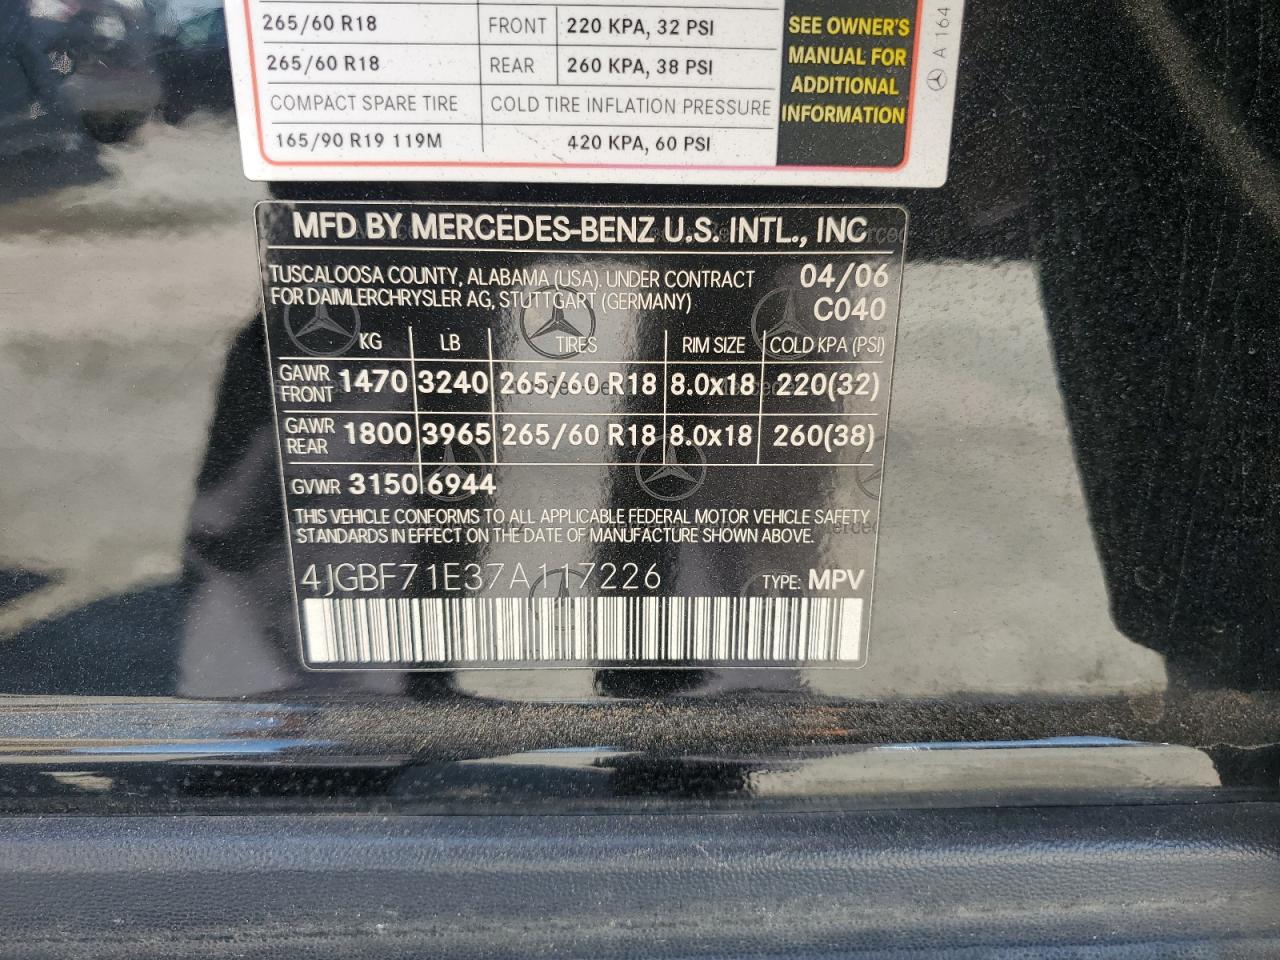 265/60 R18 FRONT 220 KPA, 32 PSI
265/60 R18 REAR 260 KPA, 38 PSI
COMPACT SPARE TIRE COLD TIRE INFLATION PRESSURE
165/90 R19 119M 420 KPA, 60 PSI
SEE OWNER'S
MANUAL FOR
ADDITIONAL
INFORMATION
A 164
MFD BY MERCEDES-BENZ U.S. INTL., INC
TUSCALOOSA COUNTY, ALABAMA (USA). UNDER CONTRACT 04/06
FOR DAIMLERCHRYSLER AG, STUTTGART (GERMANY) C040
KG LB TIRES RIM SIZE COLD KPA (PSI)
GAWR FRONT 1470 3240 265/60 R18 8.0x18 220(32)
GAWR REAR 1800 3965 265/60 R18 8.0x18 260(38)
GVWR 3150 6944
THIS VEHICLE CONFORMS TO ALL APPLICABLE FEDERAL MOTOR VEHICLE SAFETY
STANDARDS IN EFFECT ON THE DATE OF MANUFACTURE SHOWN ABOVE.
4JGBF71E37A117226 TYPE: MPV